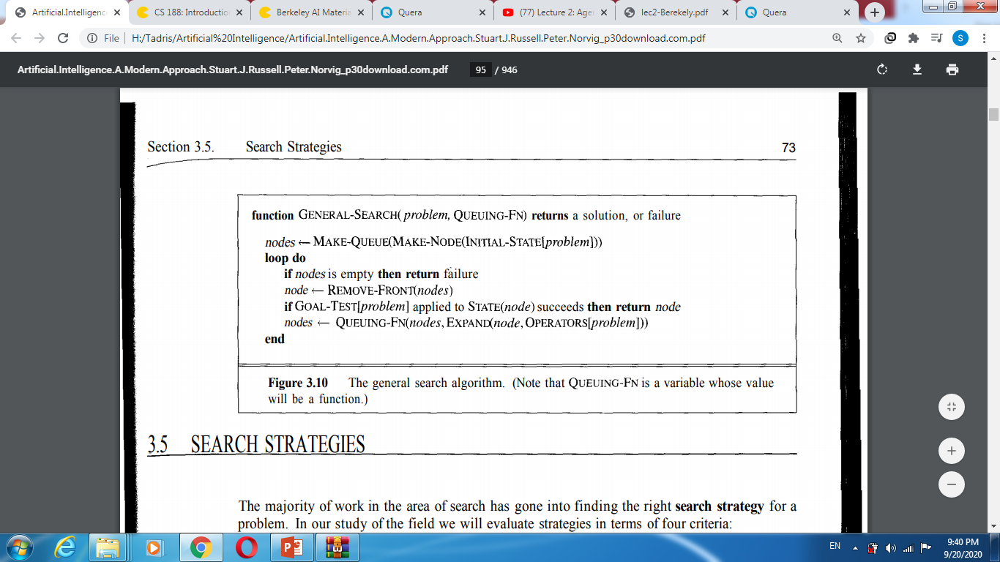 Artificial.Intelligence
CS 188: Introductio
Berkeley AI Materia
Quera
(77) Lecture 2: Age
lec2-Berekely.pdf
Quera
File | H:/Tadris/Artificial%20Intelligence/Artificial.Intelligence.A.Modern.Approach.Stuart.J.Russell.Peter.Norvig_p30download.com.pdf
S
Artificial.Intelligence.A.Modern.Approach.Stuart.J.Russell.Peter.Norvig_p30download.com.pdf 95 / 946
Section 3.5. Search Strategies 73
function GENERAL-SEARCH( problem, QUEUING-FN) returns a solution, or failure
nodes ← MAKE-QUEUE(MAKE-NODE(INITIAL-STATE[problem]))
loop do
if nodes is empty then return failure
node ← REMOVE-FRONT(nodes)
if GOAL-TEST[problem] applied to STATE(node) succeeds then return node
nodes ← QUEUING-FN(nodes, EXPAND(node, OPERATORS[problem]))
end
Figure 3.10 The general search algorithm. (Note that QUEUING-FN is a variable whose value
will be a function.)
3.5 SEARCH STRATEGIES
The majority of work in the area of search has gone into finding the right search strategy for a
problem. In our study of the field we will evaluate strategies in terms of four criteria:
EN
9:40 PM
9/20/2020